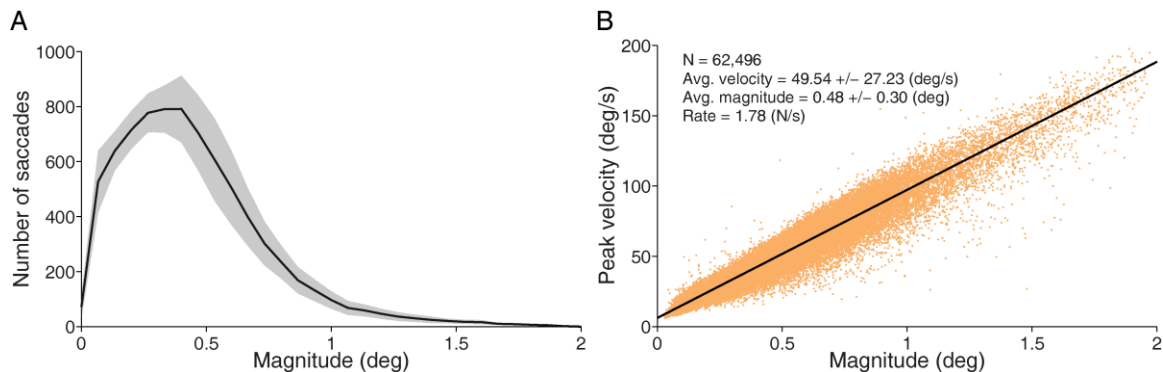 A
Number of saccades
1000
800
600
400
200
0
0 0.5 1 1.5 2
Magnitude (deg)
B
Peak velocity (deg/s)
200
150
100
50
0
N = 62,496
Avg. velocity = 49.54 +/- 27.23 (deg/s)
Avg. magnitude = 0.48 +/- 0.30 (deg)
Rate = 1.78 (N/s)
0 0.5 1 1.5 2
Magnitude (deg)